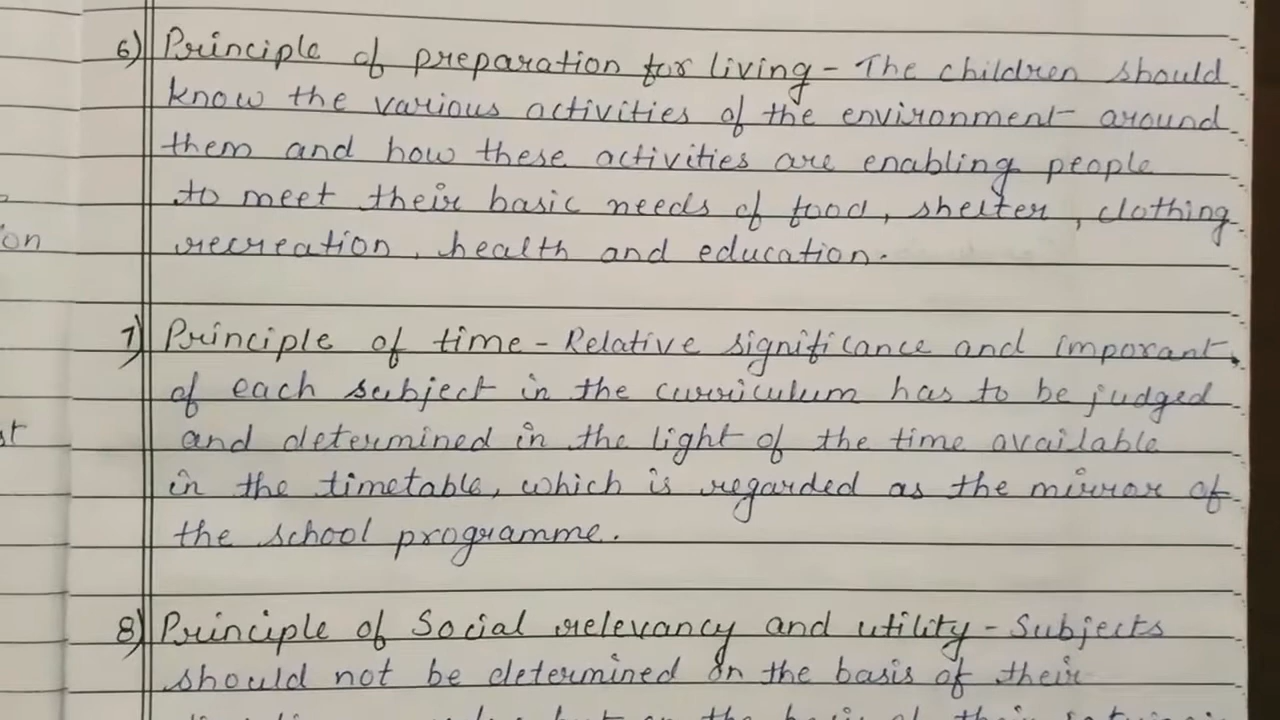 6) Principle of preparation for living - The children should
know the various activities of the environment around
them and how these activities are enabling people
to meet their basic needs of food, shelter, clothing
on
recreation, health and education.
7) Principle of time - Relative significance and imporant,
of each subject in the curriculum has to be judged
st
and determined in the light of the time available
in the timetable, which is regarded as the mirror of
the school programme.
8) Principle of Social relevancy and utility - Subjects
should not be determined on the basis of their